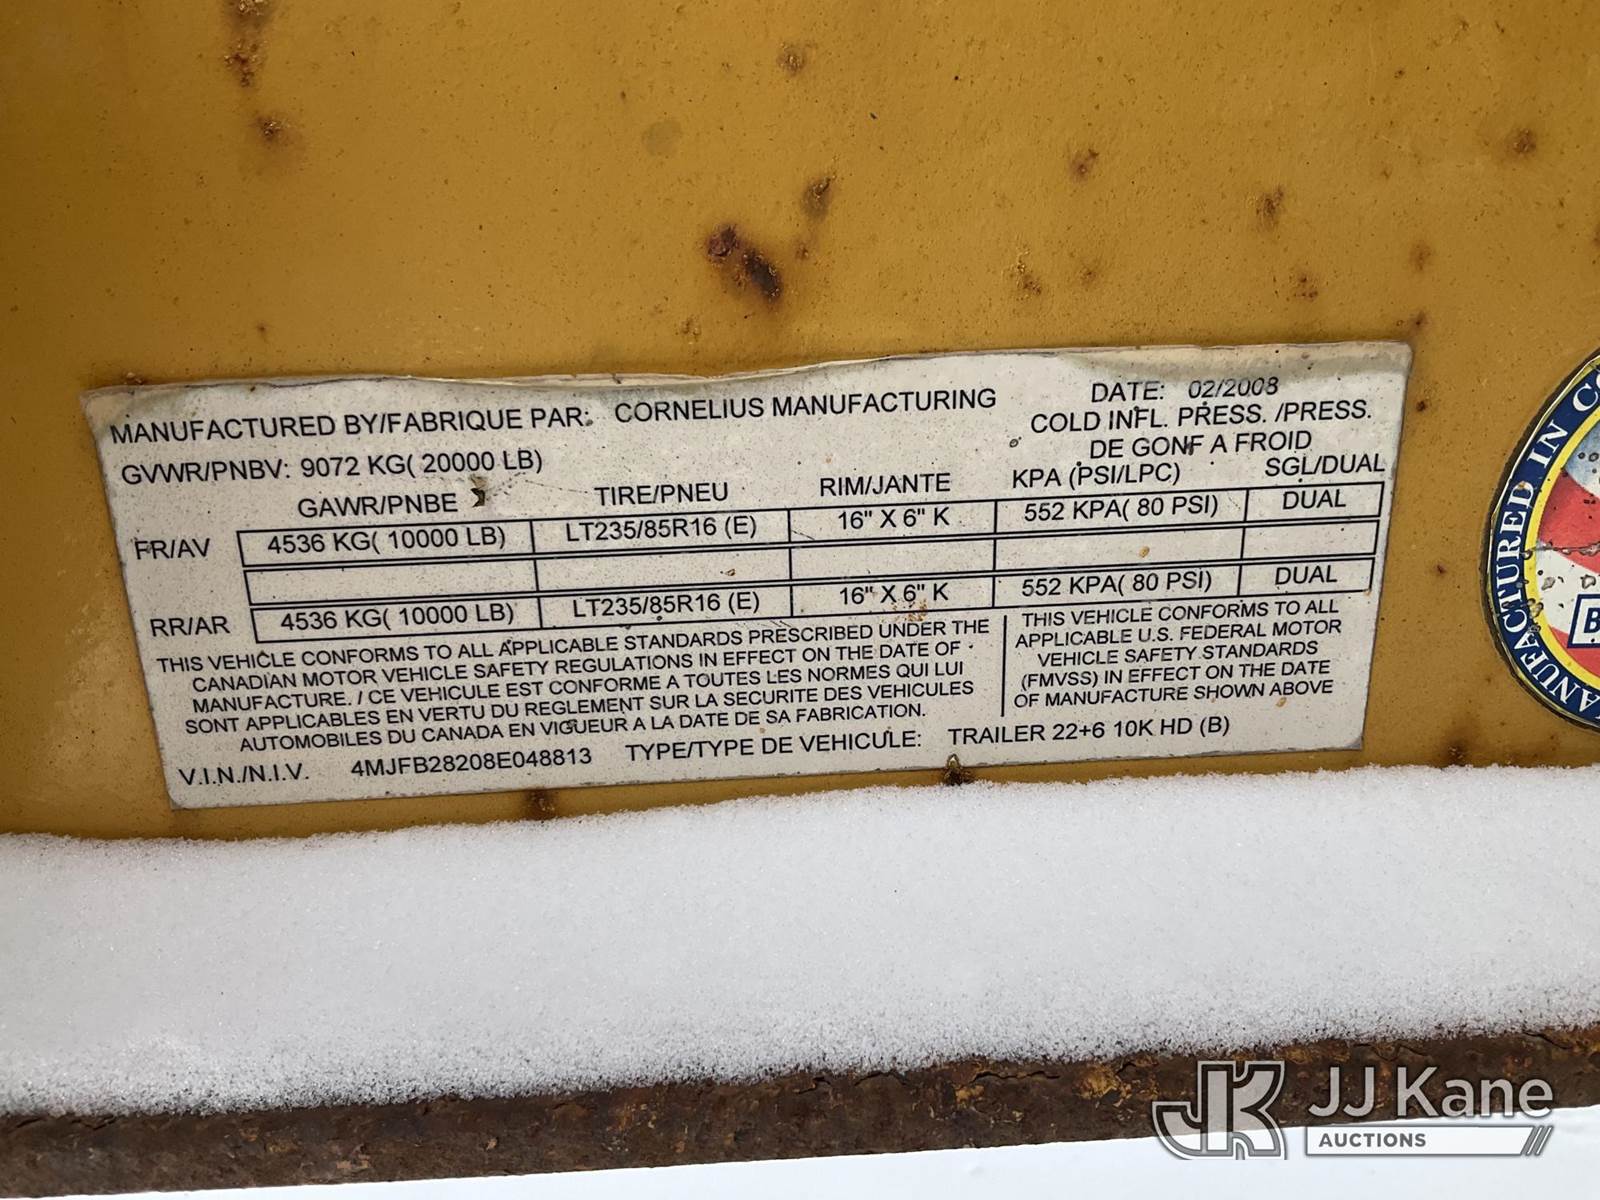 MANUFACTURED BY/FABRIQUE PAR: CORNELIUS MANUFACTURING DATE: 02/2008
GVWR/PNBV: 9072 KG( 20000 LB) COLD INFL. PRESS. /PRESS.
DE GONF A FROID
GAWR/PNBE TIRE/PNEU RIM/JANTE KPA (PSI/LPC) SGL/DUAL
FR/AV 4536 KG( 10000 LB) LT235/85R16 (E) 16" X 6" K 552 KPA( 80 PSI) DUAL
RR/AR 4536 KG( 10000 LB) LT235/85R16 (E) 16" X 6" K 552 KPA( 80 PSI) DUAL
THIS VEHICLE CONFORMS TO ALL APPLICABLE STANDARDS PRESCRIBED UNDER THE
CANADIAN MOTOR VEHICLE SAFETY REGULATIONS IN EFFECT ON THE DATE OF
MANUFACTURE. / CE VEHICULE EST CONFORME A TOUTES LES NORMES QUI LUI
SONT APPLICABLES EN VERTU DU REGLEMENT SUR LA SECURITE DES VEHICULES
AUTOMOBILES DU CANADA EN VIGUEUR A LA DATE DE SA FABRICATION.
THIS VEHICLE CONFORMS TO ALL
APPLICABLE U.S. FEDERAL MOTOR
VEHICLE SAFETY STANDARDS
(FMVSS) IN EFFECT ON THE DATE
OF MANUFACTURE SHOWN ABOVE
V.I.N./N.I.V. 4MJFB28208E048813 TYPE/TYPE DE VEHICULE: TRAILER 22+6 10K HD (B)
MANUFACTURED IN
JK JJ Kane
AUCTIONS